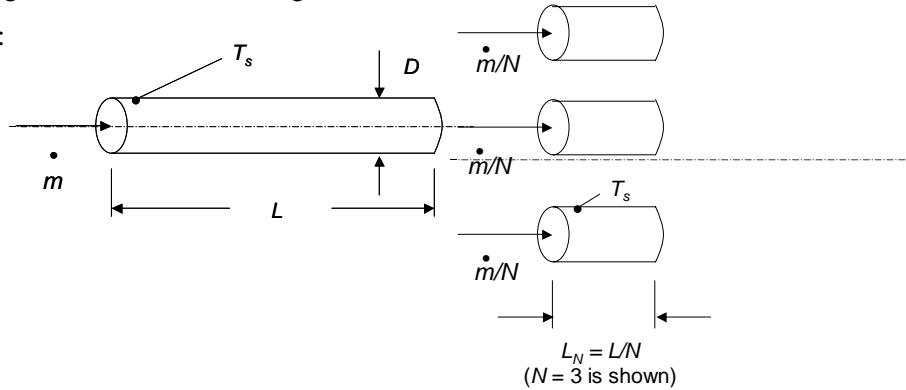 :
T_s
D
ṁ
L
ṁ/N
ṁ/N
T_s
ṁ/N
L_N = L/N
(N = 3 is shown)